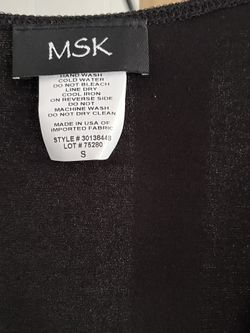 MSK
HAND WASH
COLD WATER
DO NOT BLEACH
LINE DRY
COOL IRON
ON REVERSE SIDE
DO NOT
MACHINE WASH
DO NOT DRY CLEAN
MADE IN USA OF
IMPORTED FABRIC
STYLE # 3013844S
LOT # 75280
S